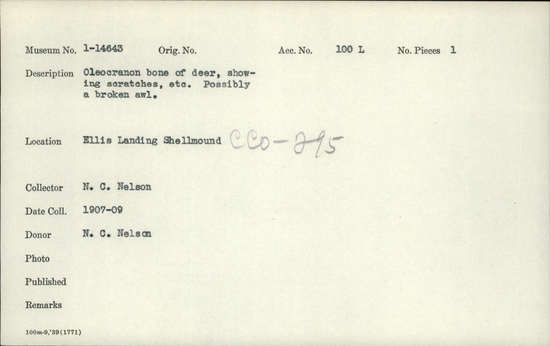 Museum No. 1-14643 Orig. No. Acc. No. 100 L No. Pieces 1
Description Oleocranon bone of deer, show-
ing scratches, etc. Possibly
a broken awl.
Location Ellis Landing Shellmound CCO-295
Collector N. C. Nelson
Date Coll. 1907-09
Donor N. C. Nelson
Photo
Published
Remarks
100m-9,'39(1771)